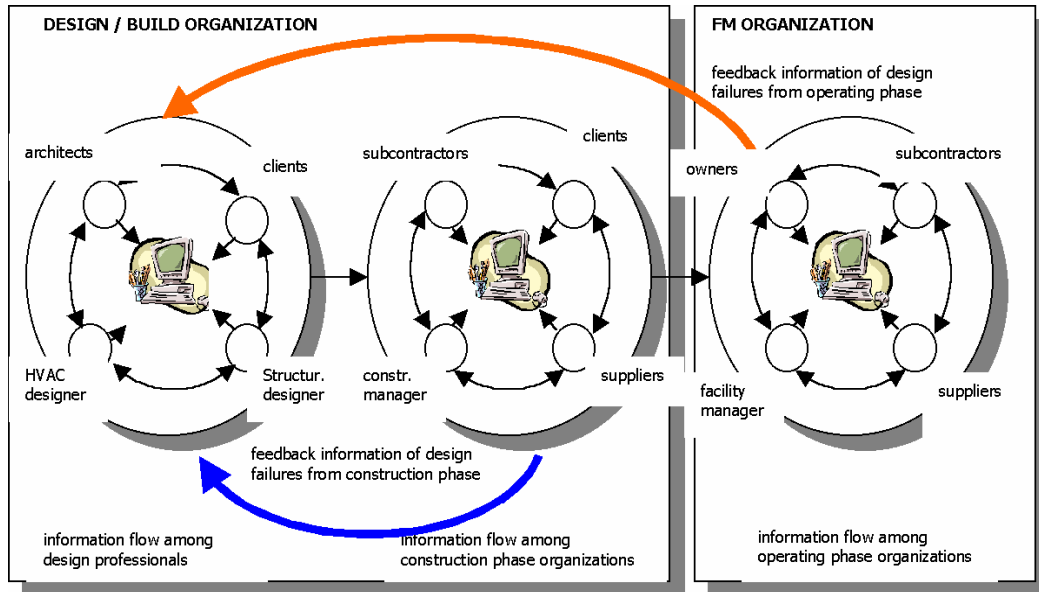 DESIGN / BUILD ORGANIZATION
FM ORGANIZATION
feedback information of design
failures from operating phase
architects
clients
subcontractors
clients
owners
subcontractors
HVAC
designer
Structur.
designer
constr.
manager
suppliers
facility
manager
suppliers
feedback information of design
failures from construction phase
information flow among
design professionals
information flow among
construction phase organizations
information flow among
operating phase organizations